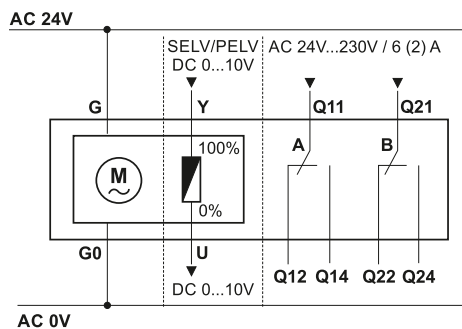 AC 24V
SELV/PELV
DC 0...10V
AC 24V...230V / 6 (2) A
G
Y
Q11
Q21
A
B
100%
M
~
0%
G0
U
Q12
Q14
Q22
Q24
DC 0...10V
AC 0V